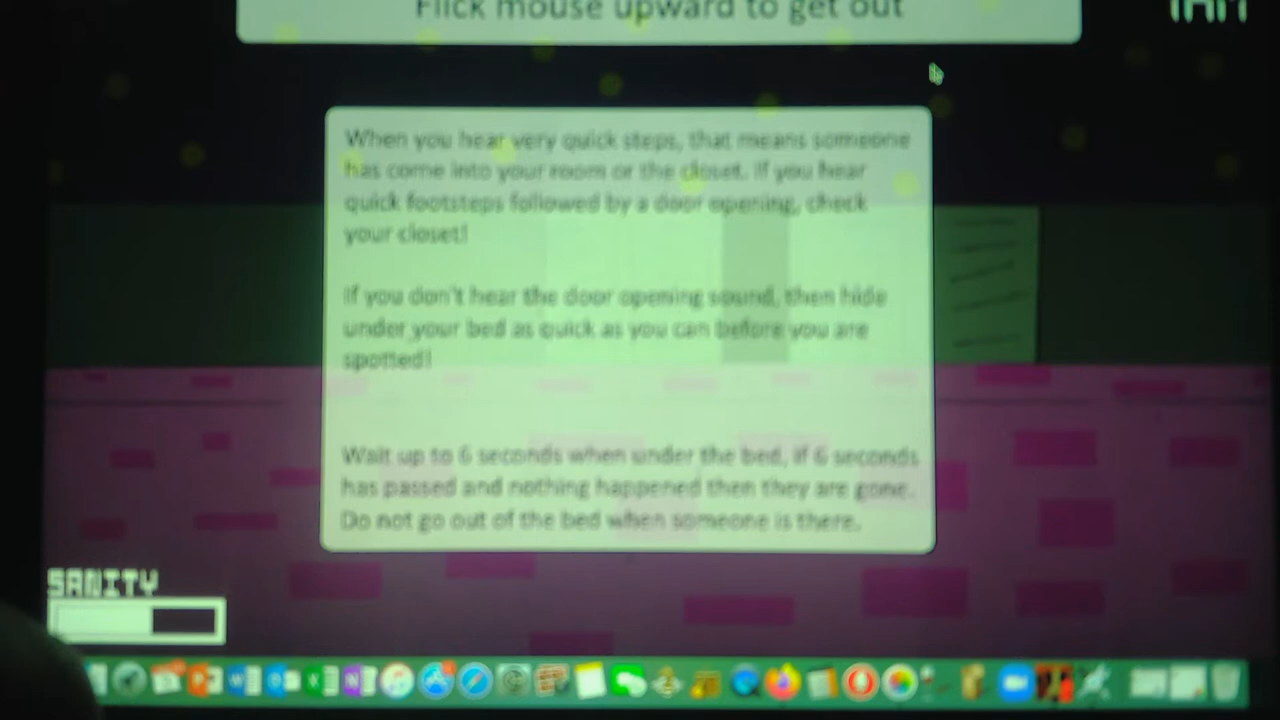 Flick mouse upward to get out
1AM
When you hear very quick steps, that means someone
has come into your room or the closet. If you hear
quick footsteps followed by a door opening, check
your closet!
If you don't hear the door opening sound, then hide
under your bed as quick as you can before you are
spotted!
Wait up to 6 seconds when under the bed, if 6 seconds
has passed and nothing happened then they are gone.
Do not go out of the bed when someone is there.
SANITY